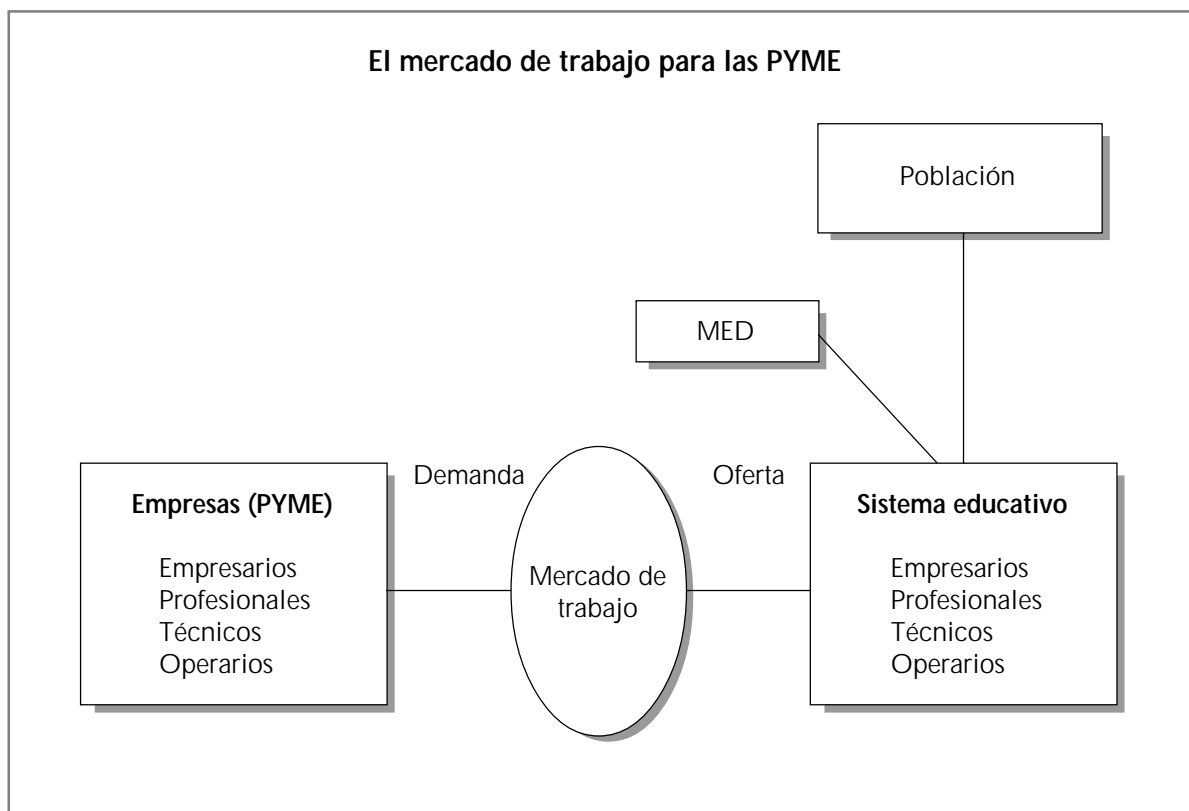 El mercado de trabajo para las PYME
Población
MED
Demanda
Oferta
Empresas (PYME)
Empresarios
Profesionales
Técnicos
Operarios
Mercado de
trabajo
Sistema educativo
Empresarios
Profesionales
Técnicos
Operarios